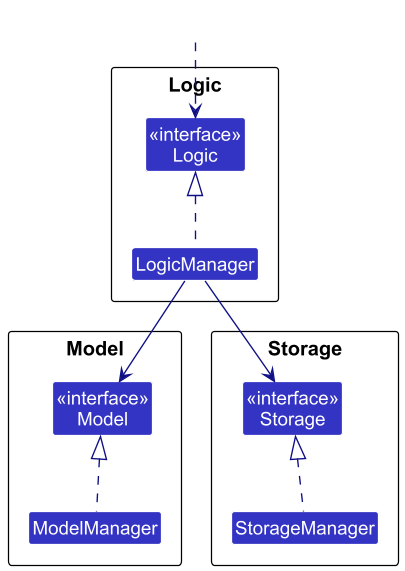 Logic
«interface»
Logic
LogicManager
Model
«interface»
Model
ModelManager
Storage
«interface»
Storage
StorageManager